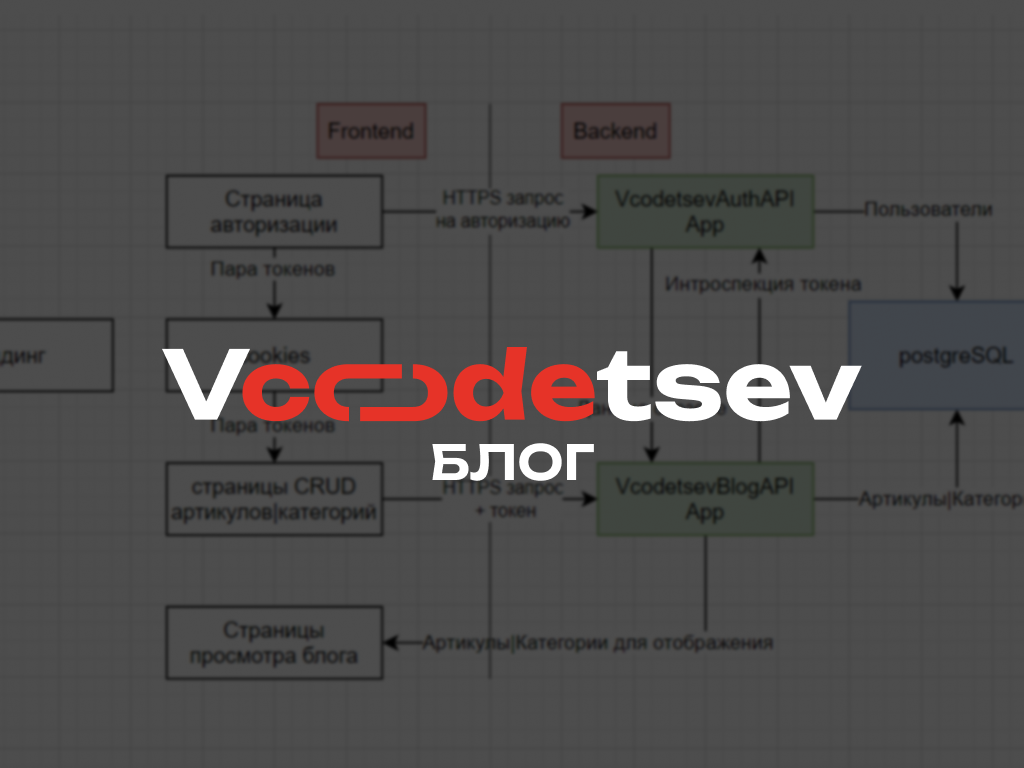 Frontend
Backend
Страница
авторизации
HTTPS запрос
на авторизацию
VcodetsevAuthAPI
App
Пользователи
Пара токенов
Интроспекция токена
динг
ookies
postgreSQL
Vcodetsev
БЛОГ
Пара токенов
страницы CRUD
артикулов|категорий
HTTPS запрос
+ токен
VcodetsevBlogAPI
App
Артикулы|Категор
Страницы
просмотра блога
Артикулы|Категории для отображения